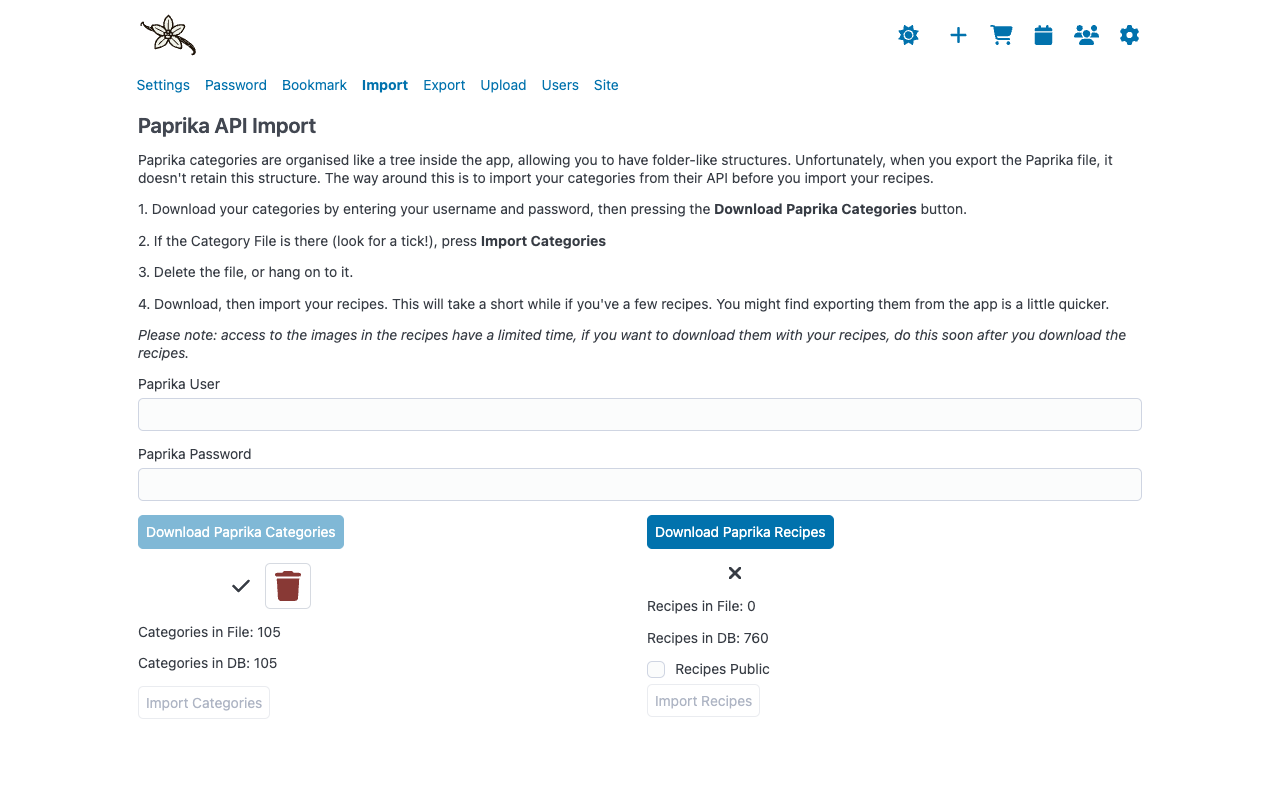 Settings Password Bookmark Import Export Upload Users Site
Paprika API Import
Paprika categories are organised like a tree inside the app, allowing you to have folder-like structures. Unfortunately, when you export the Paprika file, it
doesn't retain this structure. The way around this is to import your categories from their API before you import your recipes.
1. Download your categories by entering your username and password, then pressing the Download Paprika Categories button.
2. If the Category File is there (look for a tick!), press Import Categories
3. Delete the file, or hang on to it.
4. Download, then import your recipes. This will take a short while if you've a few recipes. You might find exporting them from the app is a little quicker.
Please note: access to the images in the recipes have a limited time, if you want to download them with your recipes, do this soon after you download the
recipes.
Paprika User
Paprika Password
Download Paprika Categories
Categories in File: 105
Categories in DB: 105
Import Categories
Download Paprika Recipes
Recipes in File: 0
Recipes in DB: 760
Recipes Public
Import Recipes